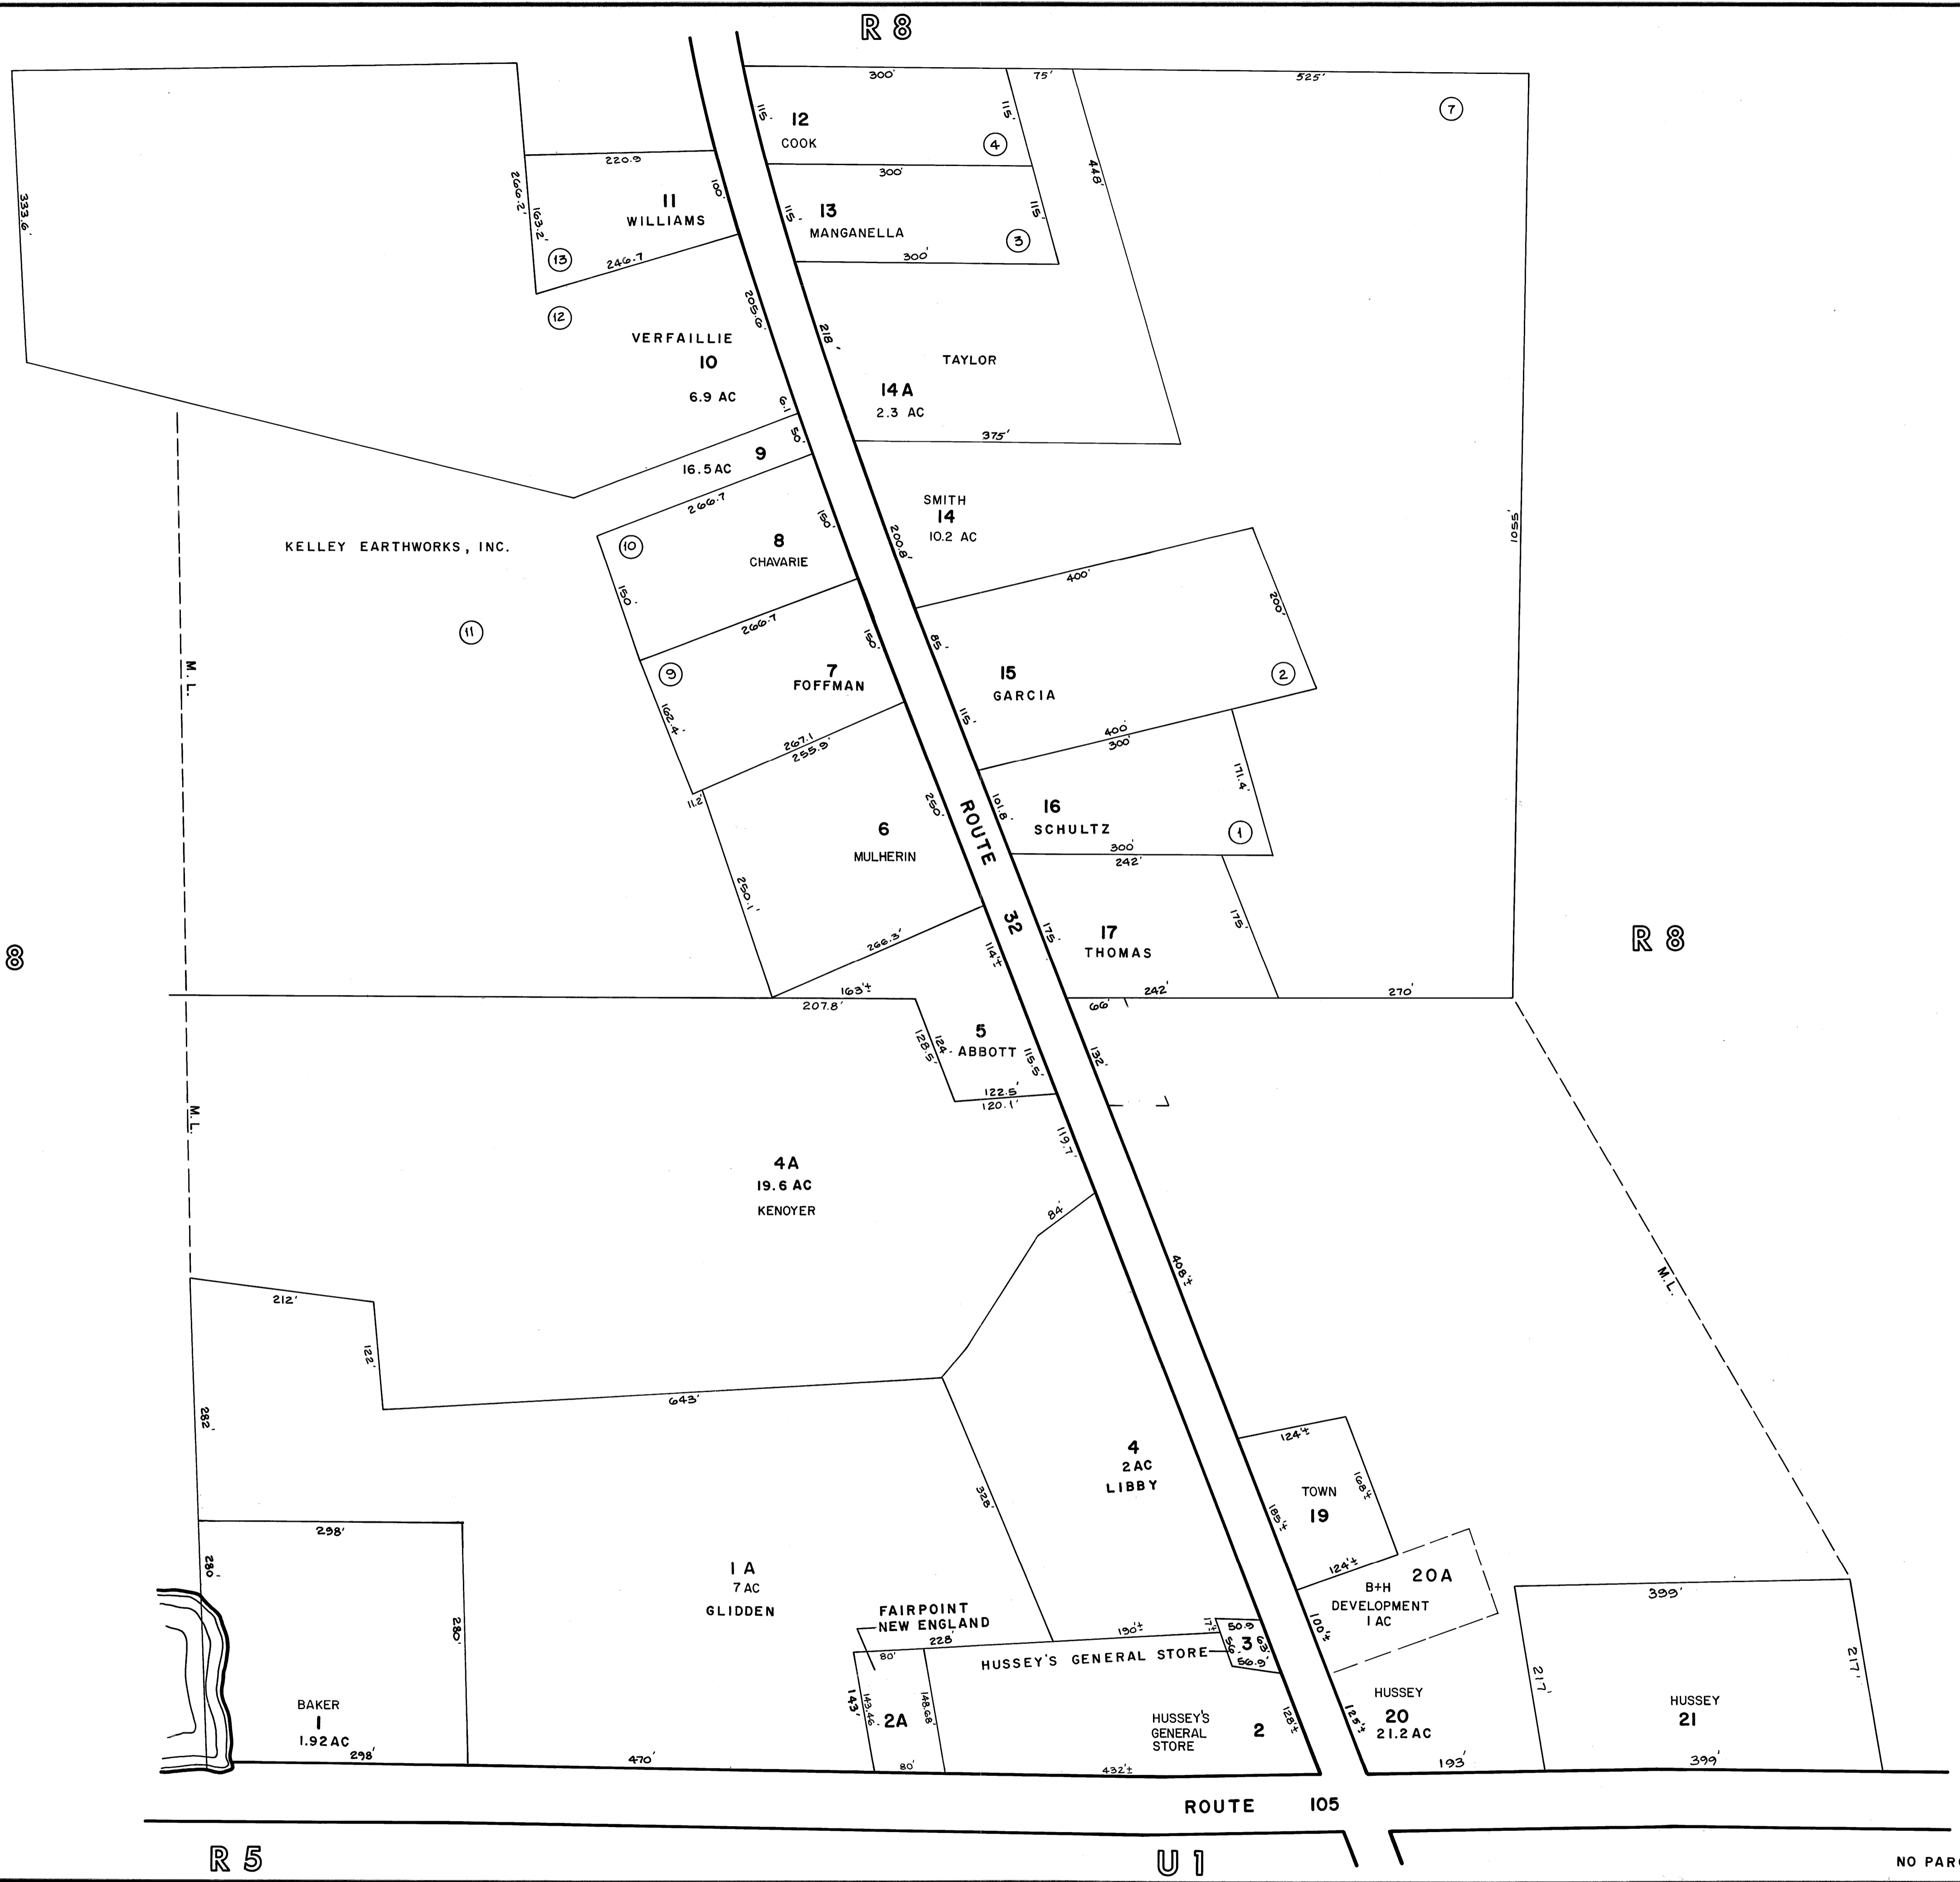 R 8
300'
75'
525'
7
115'
12
COOK
115'
4
220.9
300'
448'
333.6'
266.2'
163.2'
11
WILLIAMS
100'
115'
13
MANGANELLA
115'
3
13
246.7
300'
12
205.6'
218'
VERFAILLIE
10
6.9 AC
TAYLOR
14A
2.3 AC
6.1
50'
375'
9
16.5 AC
266.7
SMITH
14
10.2 AC
200.8'
1055'
KELLEY EARTHWORKS, INC.
10
8
CHAVARIE
150'
150'
400'
200'
11
266.7
150'
85'
M. L.
9
7
FOFFMAN
15
GARCIA
2
162.4'
115'
267.1
255.9'
400'
300'
171.4'
11.2'
250'
ROUTE
32
101.8'
16
SCHULTZ
1
6
MULHERIN
300'
242'
250.1'
266.3'
114'±
175'
17
THOMAS
175'
R 8
8
163'±
207.8'
66'
242'
270'
128.5'
124'
5
ABBOTT
115.5'
132'
122.5'
120.1'
M. L.
119.7'
4A
19.6 AC
KENOYER
84'
408'±
M. L.
212'
122'
643'
282'
328'
4
2 AC
LIBBY
124'±
168'±
TOWN
19
185'±
298'
280'
124'±
20A
B+H
DEVELOPMENT
1 AC
1 A
7 AC
GLIDDEN
399'
FAIRPOINT
NEW ENGLAND
280'
228'
190'±
17'±
50.9
3
56'
63'
56.9'
100'±
80'
HUSSEY'S GENERAL STORE
217'
217'
143'
143.46'
148.68'
2A
BAKER
1
1.92 AC
HUSSEY'S
GENERAL
STORE
2
128'±
125'±
HUSSEY
20
21.2 AC
HUSSEY
21
298'
470'
80'
432'±
193'
399'
ROUTE 105
R 5
U 1
NO PAR